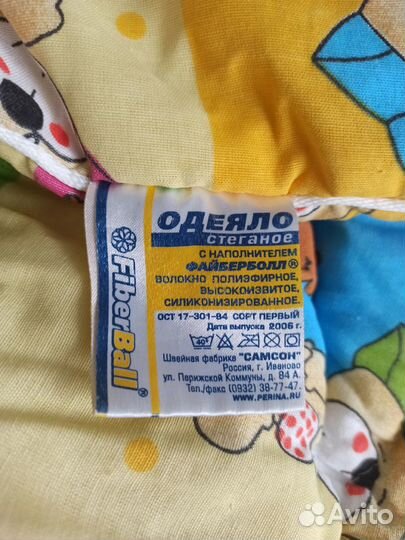 ОДЕЯЛО
СТЕГАНОЕ
С НАПОЛНИТЕЛЕМ
ФАЙБЕРБОЛЛ®
ВОЛОКНО ПОЛИЭФИРНОЕ,
ВЫСОКОИЗВИТОЕ,
СИЛИКОНИЗИРОВАННОЕ.
ОСТ 17-301-84 СОРТ ПЕРВЫЙ
Дата выпуска 2006 г.
40°
Швейная фабрика "САМСОН"
Россия, г. Иваново
ул. Парижской Коммуны, д. 84 А.
Тел./факс (0932) 38-77-47.
WWW.PERINA.RU
FiberBall®
Avito